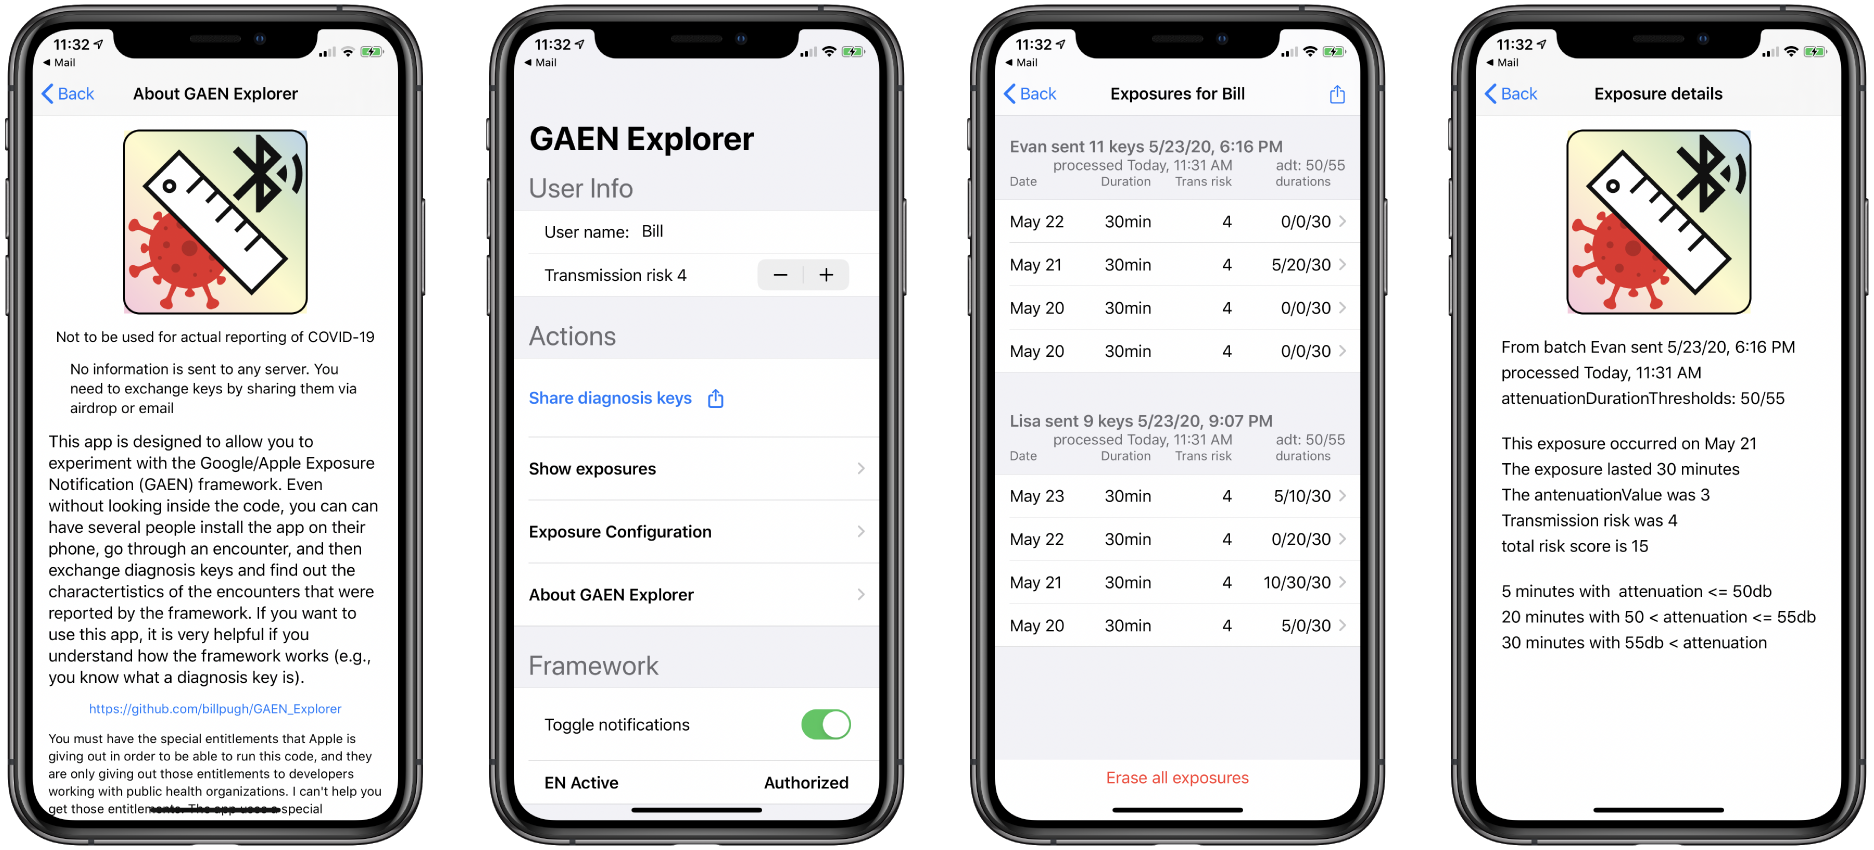 11:32
Mail
Back
About GAEN Explorer
Not to be used for actual reporting of COVID-19
No information is sent to any server. You
need to exchange keys by sharing them via
airdrop or email
This app is designed to allow you to
experiment with the Google/Apple Exposure
Notification (GAEN) framework. Even
without looking inside the code, you can can
have several people install the app on their
phone, go through an encounter, and then
exchange diagnosis keys and find out the
charactertistics of the encounters that were
reported by the framework. If you want to
use this app, it is very helpful if you
understand how the framework works (e.g.,
you know what a diagnosis key is).
https://github.com/billpugh/GAEN_Explorer
You must have the special entitlements that Apple is
giving out in order to be able to run this code, and they
are only giving out those entitlements to developers
working with public health organizations. I can't help you
get those entitlements. The app uses a special
11:32
Mail
GAEN Explorer
User Info
User name: Bill
Transmission risk 4
− +
Actions
Share diagnosis keys
Show exposures
Exposure Configuration
About GAEN Explorer
Framework
Toggle notifications
EN Active Authorized
11:32
Mail
Back
Exposures for Bill
Evan sent 11 keys 5/23/20, 6:16 PM
processed Today, 11:31 AM adt: 50/55
Date Duration Trans risk durations
May 22 30min 4 0/0/30
May 21 30min 4 5/20/30
May 20 30min 4 0/0/30
May 20 30min 4 0/0/30
Lisa sent 9 keys 5/23/20, 9:07 PM
processed Today, 11:31 AM adt: 50/55
Date Duration Trans risk durations
May 23 30min 4 5/10/30
May 22 30min 4 0/20/30
May 21 30min 4 10/30/30
May 20 30min 4 5/0/30
Erase all exposures
11:32
Mail
Back
Exposure details
From batch Evan sent 5/23/20, 6:16 PM
processed Today, 11:31 AM
attenuationDurationThresholds: 50/55
This exposure occurred on May 21
The exposure lasted 30 minutes
The antenuationValue was 3
Transmission risk was 4
total risk score is 15
5 minutes with attenuation <= 50db
20 minutes with 50 < attenuation <= 55db
30 minutes with 55db < attenuation